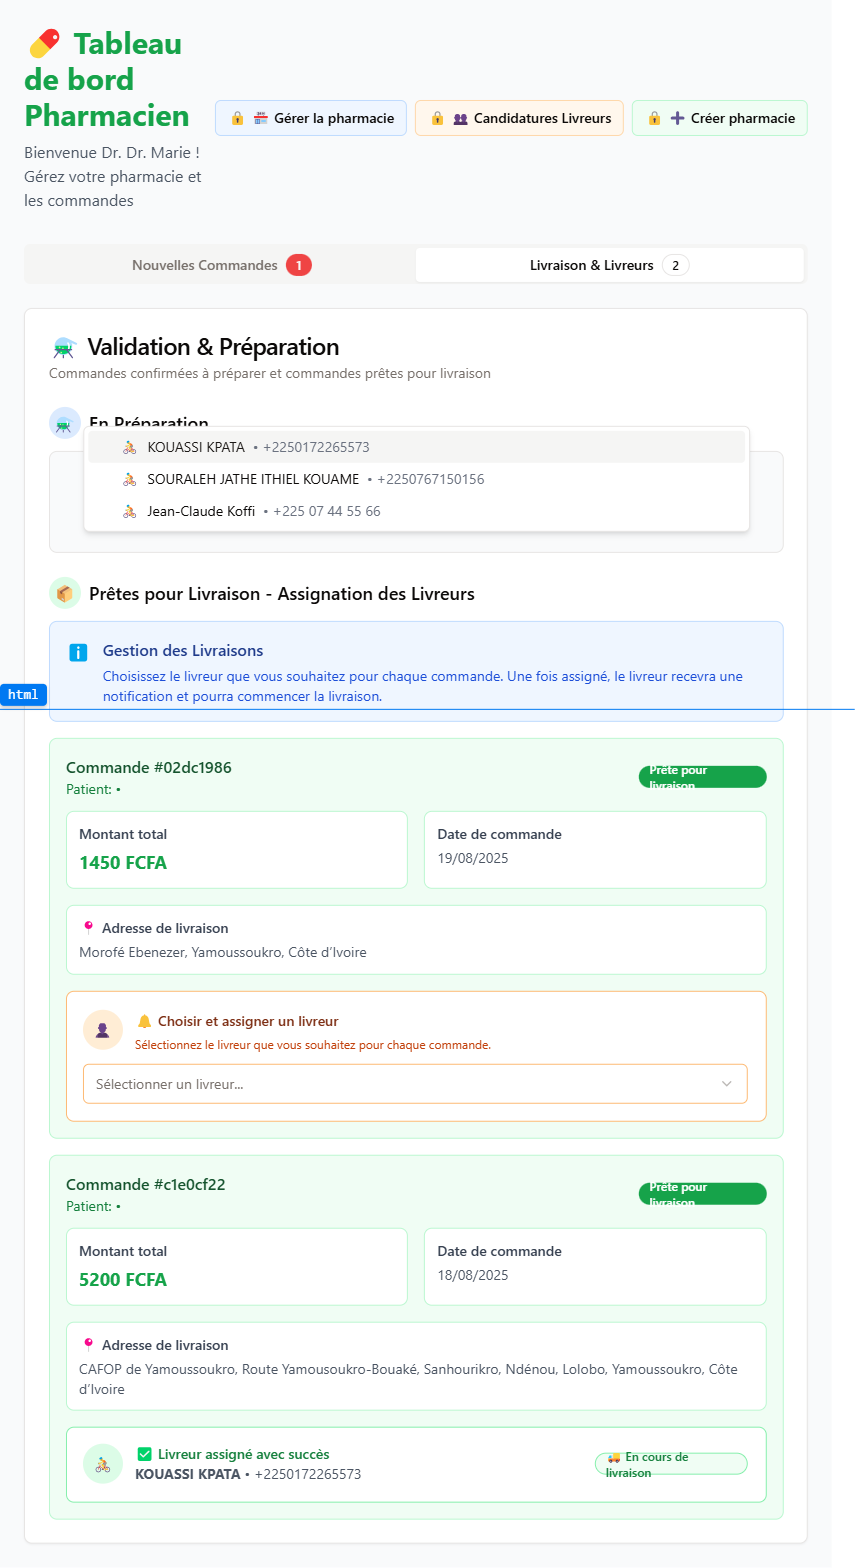 Tableau
de bord
Pharmacien
Bienvenue Dr. Dr. Marie !
Gérez votre pharmacie et
les commandes
Gérer la pharmacie
Candidatures Livreurs
Créer pharmacie
Nouvelles Commandes 1
Livraison & Livreurs 2
Validation & Préparation
Commandes confirmées à préparer et commandes prêtes pour livraison
En Préparation
KOUASSI KPATA • +2250172265573
SOURALEH JATHE ITHIEL KOUAME • +2250767150156
Jean-Claude Koffi • +225 07 44 55 66
Prêtes pour Livraison - Assignation des Livreurs
Gestion des Livraisons
Choisissez le livreur que vous souhaitez pour chaque commande. Une fois assigné, le livreur recevra une
notification et pourra commencer la livraison.
html
Commande #02dc1986
Prête pour
livraison
Patient: •
Montant total
1450 FCFA
Date de commande
19/08/2025
Adresse de livraison
Morofé Ebenezer, Yamoussoukro, Côte d'Ivoire
Choisir et assigner un livreur
Sélectionnez le livreur que vous souhaitez pour chaque commande.
Sélectionner un livreur...
Commande #c1e0cf22
Prête pour
livraison
Patient: •
Montant total
5200 FCFA
Date de commande
18/08/2025
Adresse de livraison
CAFOP de Yamoussoukro, Route Yamousoukro-Bouaké, Sanhourikro, Ndénou, Lolobo, Yamoussoukro, Côte
d'Ivoire
Livreur assigné avec succès
KOUASSI KPATA • +2250172265573
En cours de
livraison